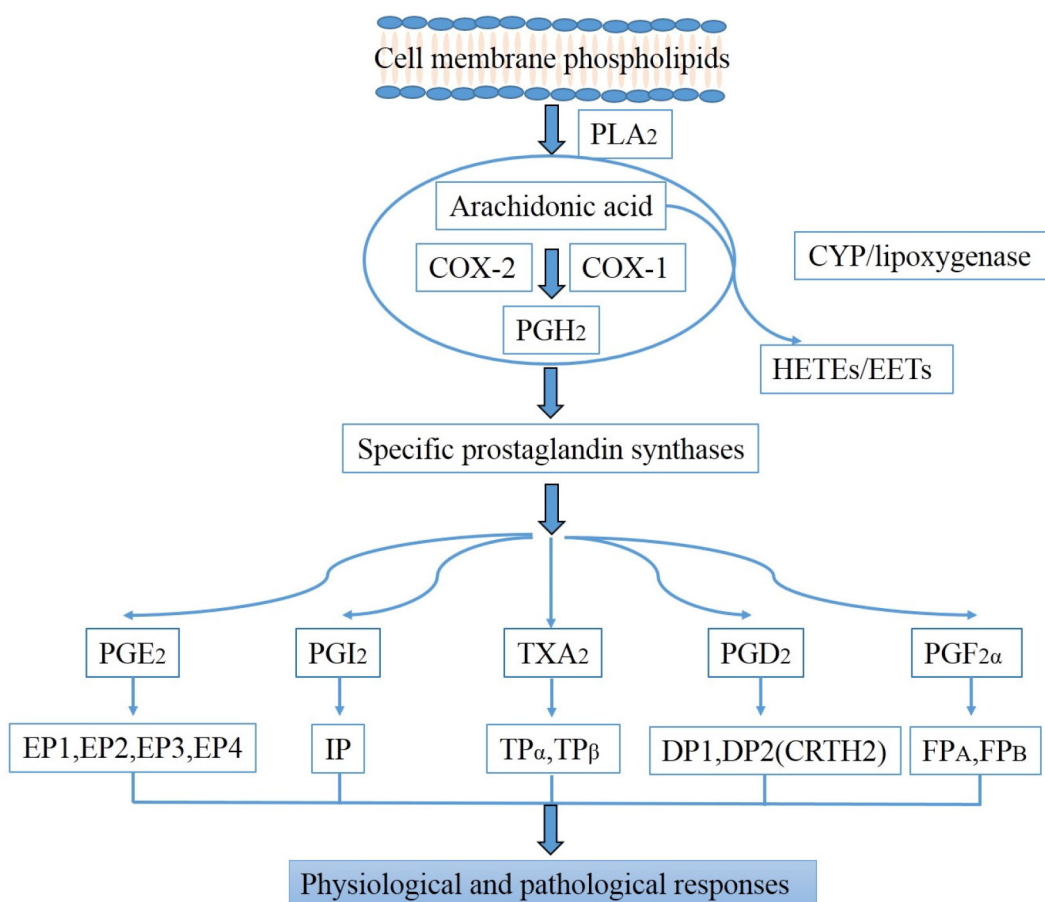 Cell membrane phospholipids
PLA2
Arachidonic acid
CYP/lipoxygenase
COX-2
COX-1
PGH2
HETEs/EETs
Specific prostaglandin synthases
PGE2
PGI2
TXA2
PGD2
PGF2α
EP1,EP2,EP3,EP4
IP
TPα,TPβ
DP1,DP2(CRTH2)
FPA,FPB
Physiological and pathological responses